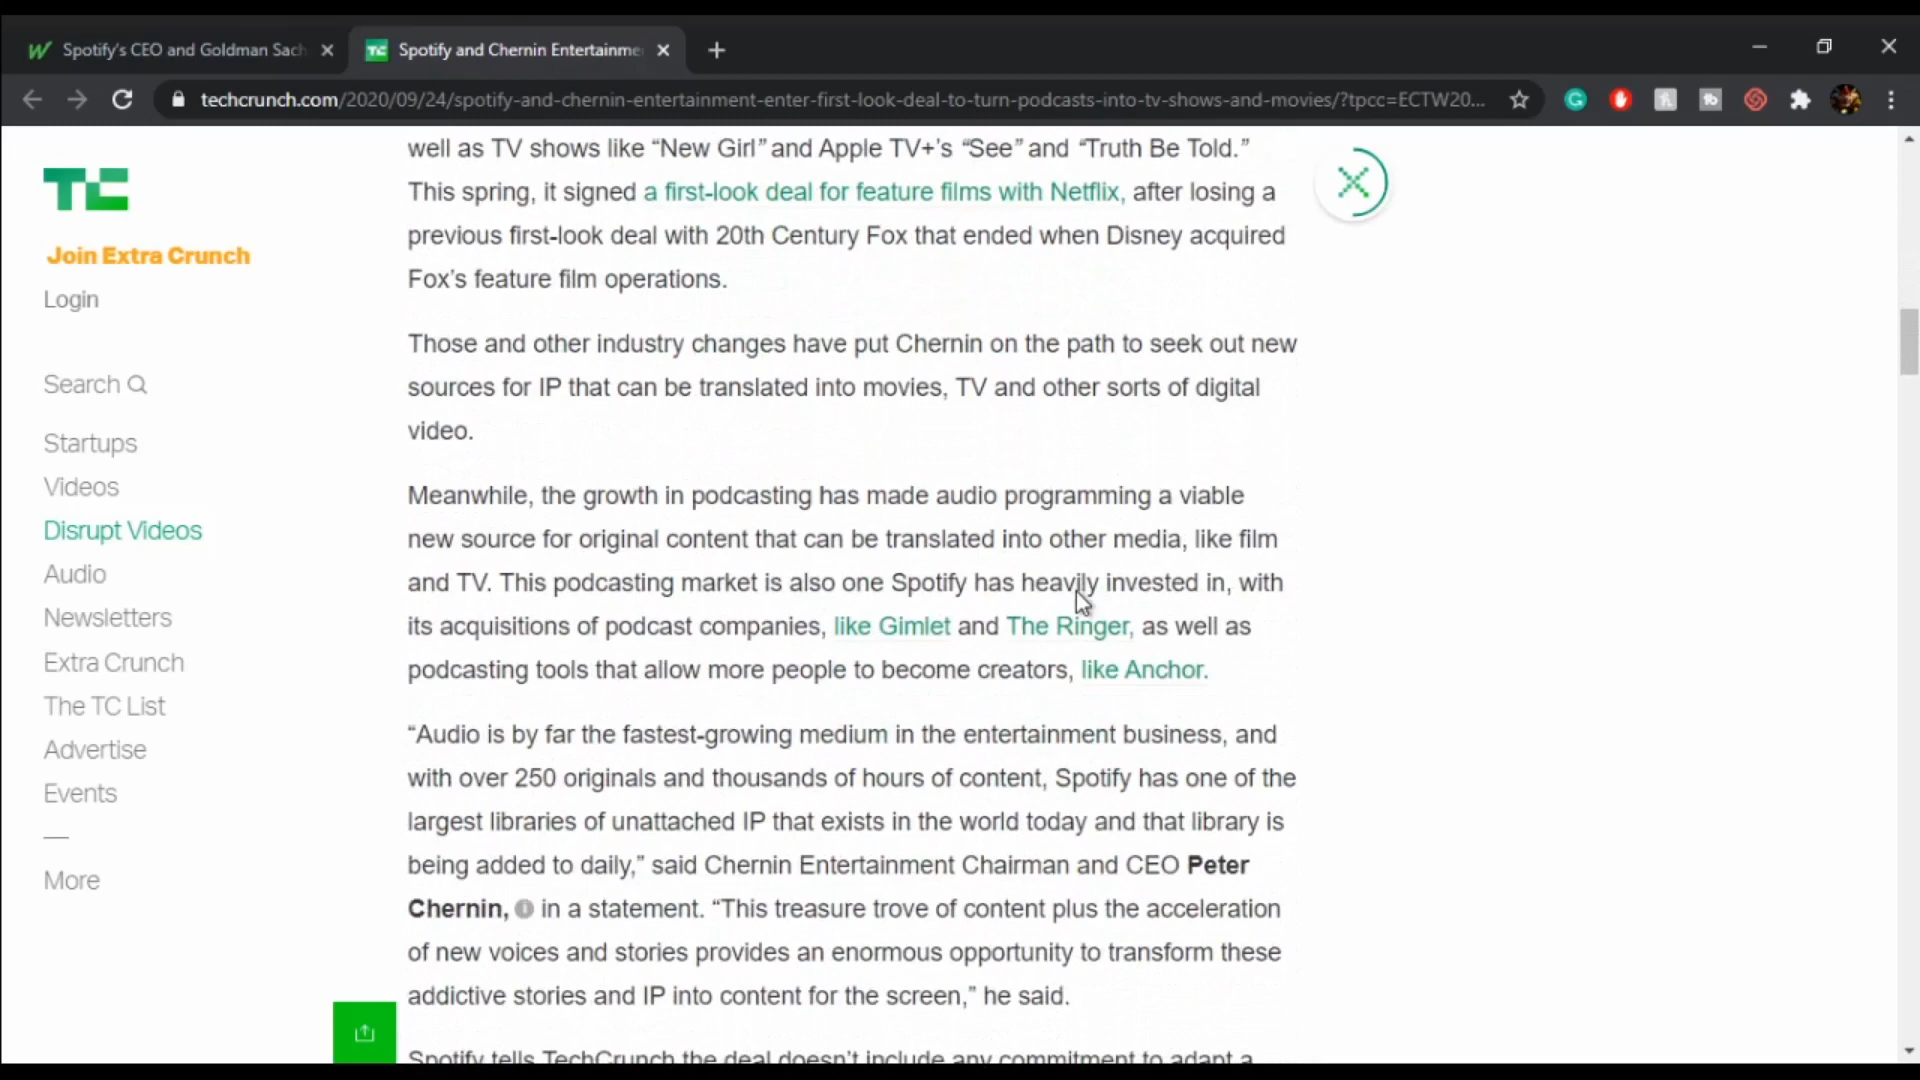 Spotify's CEO and Goldman Sach
Spotify and Chernin Entertainme
techcrunch.com/2020/09/24/spotify-and-chernin-entertainment-enter-first-look-deal-to-turn-podcasts-into-tv-shows-and-movies/?tpcc=ECTW20...
TC
Join Extra Crunch
Login
Search
Startups
Videos
Disrupt Videos
Audio
Newsletters
Extra Crunch
The TC List
Advertise
Events
More
well as TV shows like “New Girl” and Apple TV+’s “See” and “Truth Be Told.”
This spring, it signed a first-look deal for feature films with Netflix, after losing a
previous first-look deal with 20th Century Fox that ended when Disney acquired
Fox’s feature film operations.
Those and other industry changes have put Chernin on the path to seek out new
sources for IP that can be translated into movies, TV and other sorts of digital
video.
Meanwhile, the growth in podcasting has made audio programming a viable
new source for original content that can be translated into other media, like film
and TV. This podcasting market is also one Spotify has heavily invested in, with
its acquisitions of podcast companies, like Gimlet and The Ringer, as well as
podcasting tools that allow more people to become creators, like Anchor.
“Audio is by far the fastest-growing medium in the entertainment business, and
with over 250 originals and thousands of hours of content, Spotify has one of the
largest libraries of unattached IP that exists in the world today and that library is
being added to daily,” said Chernin Entertainment Chairman and CEO Peter
Chernin, in a statement. “This treasure trove of content plus the acceleration
of new voices and stories provides an enormous opportunity to transform these
addictive stories and IP into content for the screen,” he said.
Spotify tells TechCrunch the deal doesn’t include any commitment to adapt a